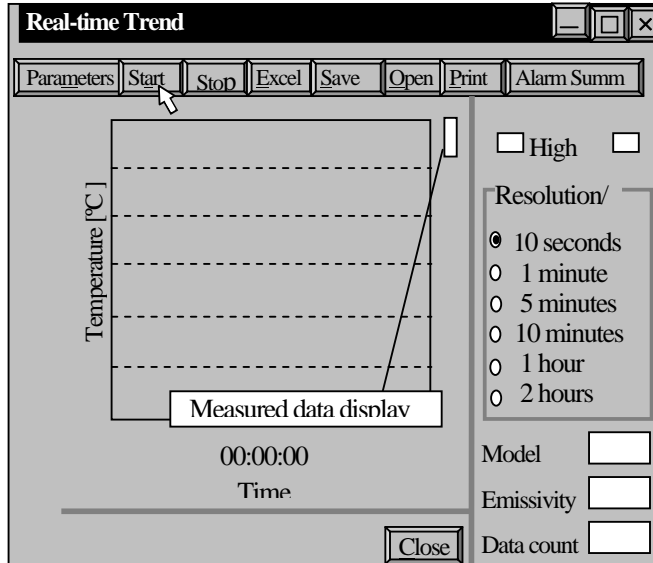 Real-time Trend
Parameters Start Stop Excel Save Open Print Alarm Summ
High
Resolution/
10 seconds
1 minute
5 minutes
10 minutes
1 hour
2 hours
Temperature [°C ]
Measured data display
00:00:00
Time
Model
Emissivity
Data count
Close